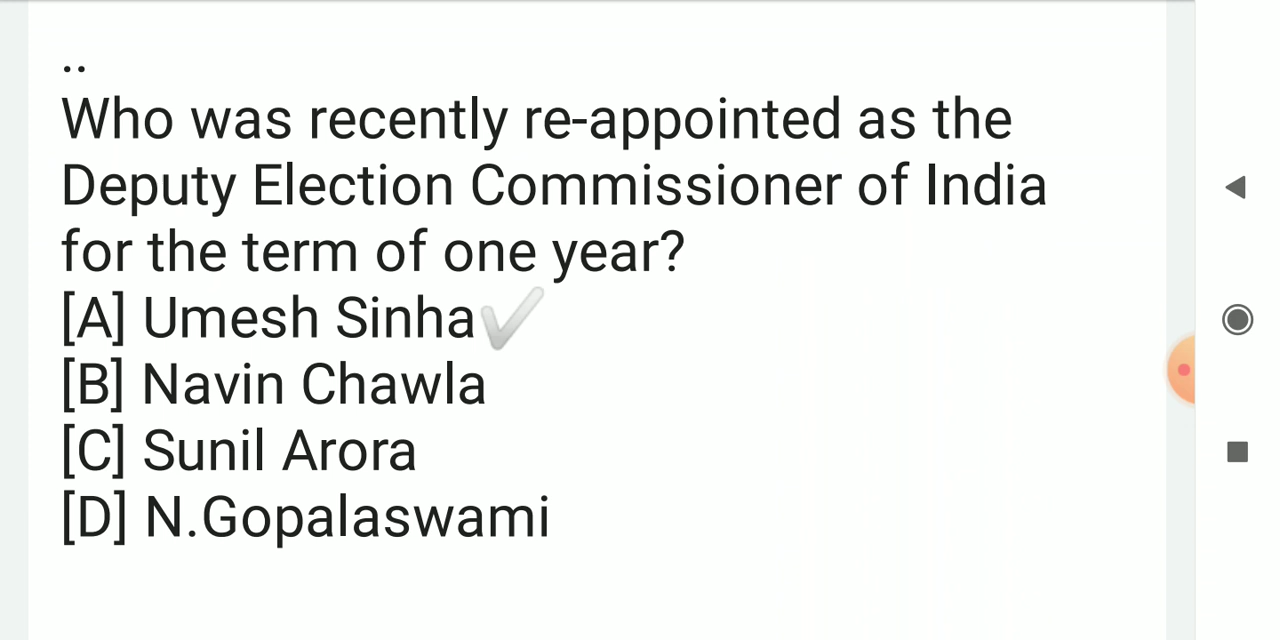 ..
Who was recently re-appointed as the
Deputy Election Commissioner of India
for the term of one year?
[A] Umesh Sinha✔
[B] Navin Chawla
[C] Sunil Arora
[D] N.Gopalaswami